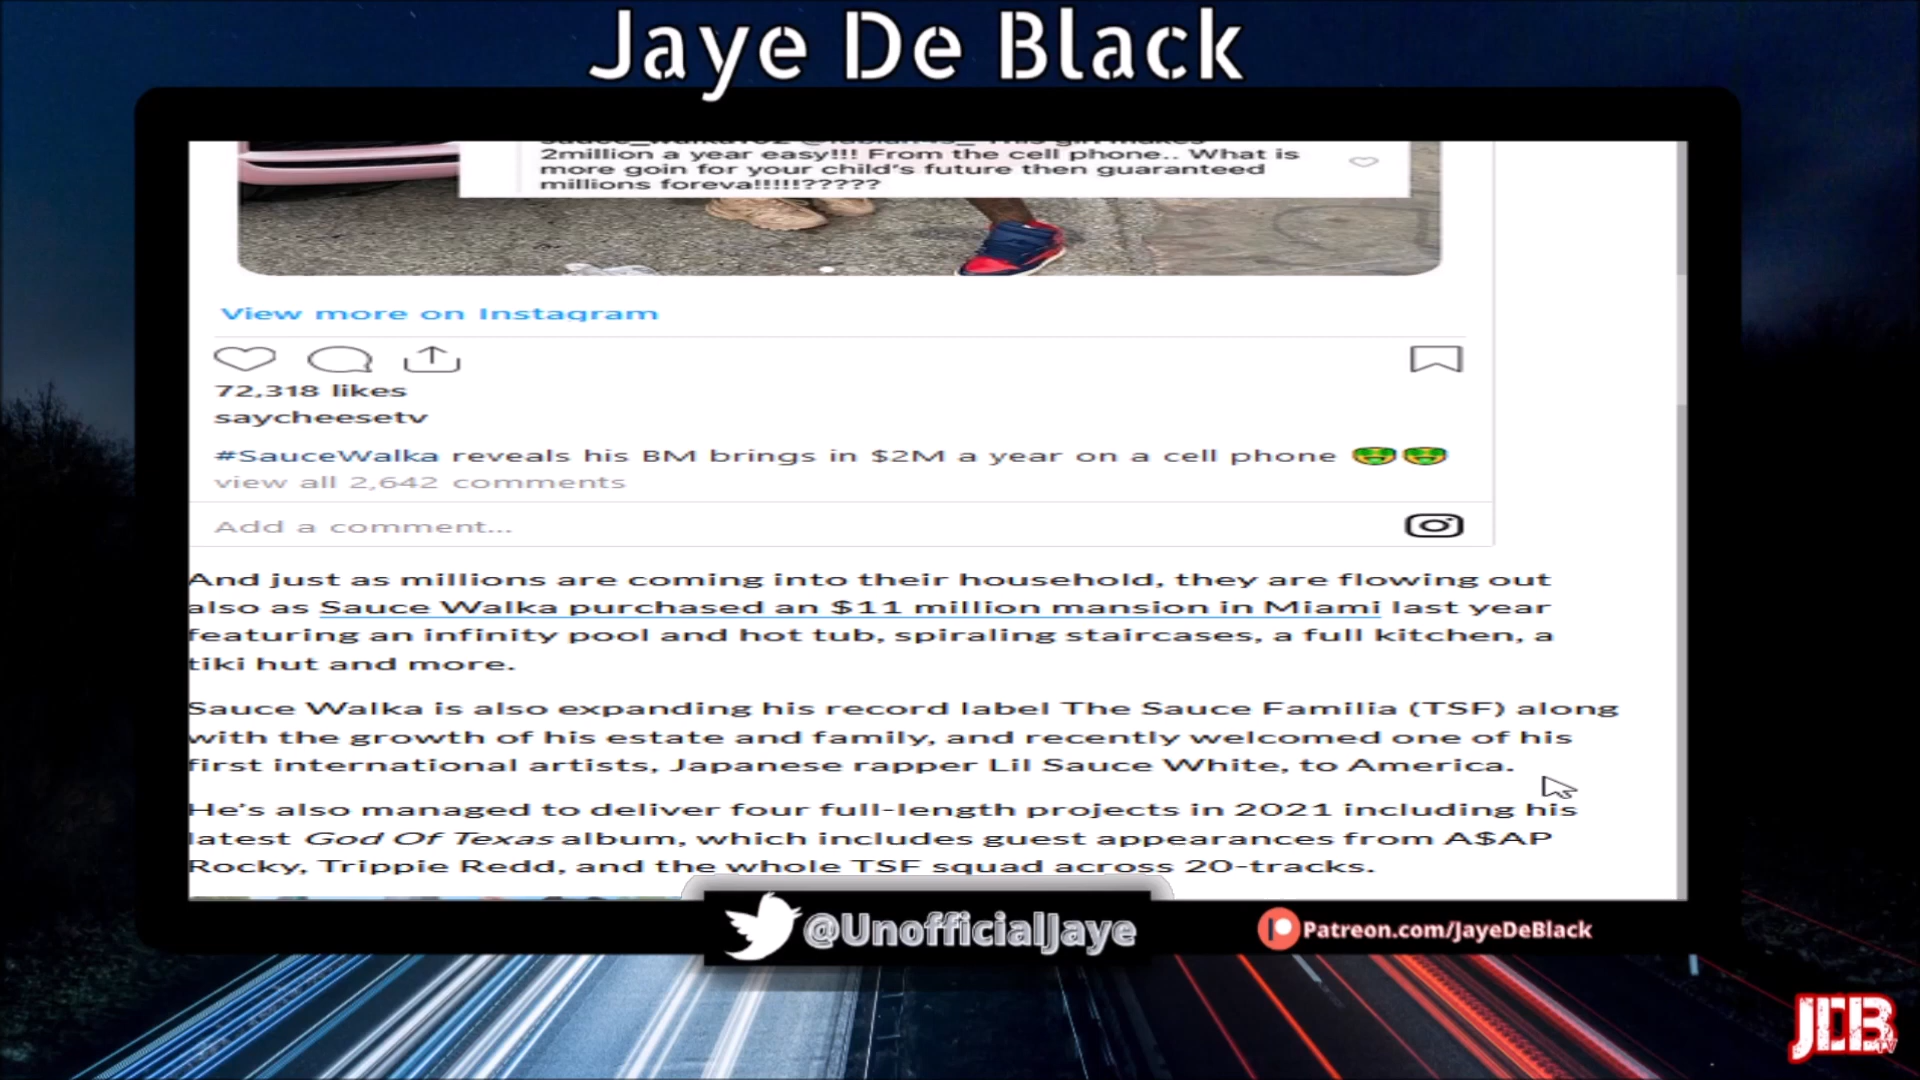 Jaye De Black
2million a year easy!!! From the cell phone.. What is
more goin for your child's future then guaranteed
millions foreva!!!!!?????
View more on Instagram
72,318 likes
saycheesetv
#SauceWalka reveals his BM brings in $2M a year on a cell phone 🤑🤑
view all 2,642 comments
Add a comment...
And just as millions are coming into their household, they are flowing out
also as Sauce Walka purchased an $11 million mansion in Miami last year
featuring an infinity pool and hot tub, spiraling staircases, a full kitchen, a
tiki hut and more.
Sauce Walka is also expanding his record label The Sauce Familia (TSF) along
with the growth of his estate and family, and recently welcomed one of his
first international artists, Japanese rapper Lil Sauce White, to America.
He's also managed to deliver four full-length projects in 2021 including his
latest God Of Texas album, which includes guest appearances from A$AP
Rocky, Trippie Redd, and the whole TSF squad across 20-tracks.
@UnofficialJaye
Patreon.com/JayeDeBlack